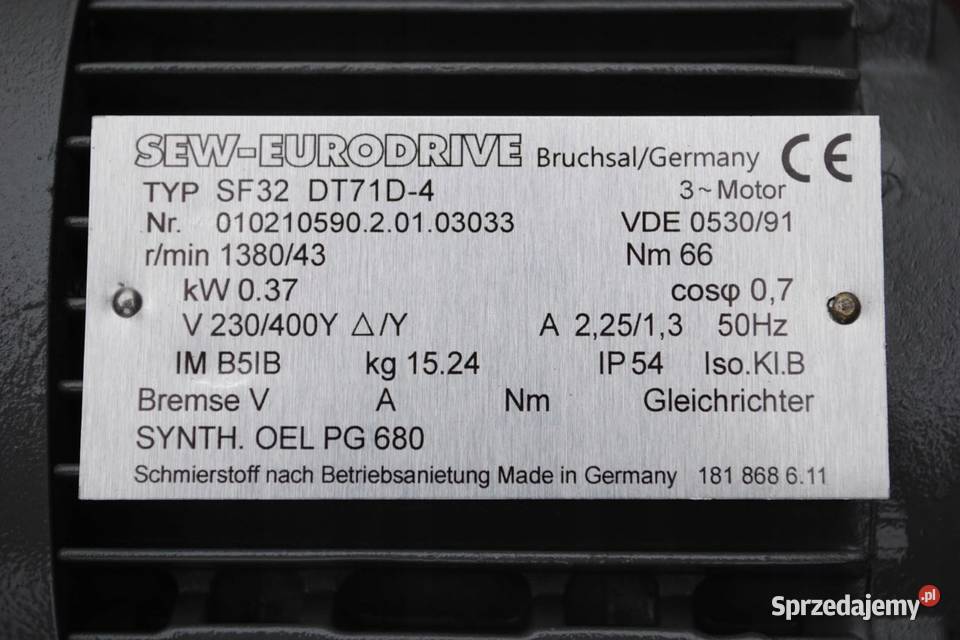 SEW-EURODRIVE Bruchsal/Germany CE
TYP SF32 DT71D-4 3~Motor
Nr. 010210590.2.01.03033 VDE 0530/91
r/min 1380/43 Nm 66
kW 0.37 cosφ 0,7
V 230/400Y △/Y A 2,25/1,3 50Hz
IM B5IB kg 15.24 IP 54 Iso.Kl.B
Bremse V A Nm Gleichrichter
SYNTH. OEL PG 680
Schmierstoff nach Betriebsanietung Made in Germany 181 868 6.11
Sprzedajemy.pl